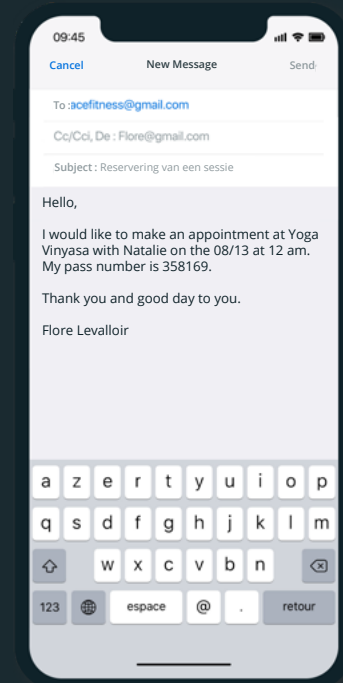 09:45
Cancel New Message Send
To :acefitness@gmail.com
Cc/Cci, De : Flore@gmail.com
Subject : Reservering van een sessie
Hello,
I would like to make an appointment at Yoga
Vinyasa with Natalie on the 08/13 at 12 am.
My pass number is 358169.
Thank you and good day to you.
Flore Levalloir
a z e r t y u i o p
q s d f g h j k l m
w x c v b n
123 espace @ . retour